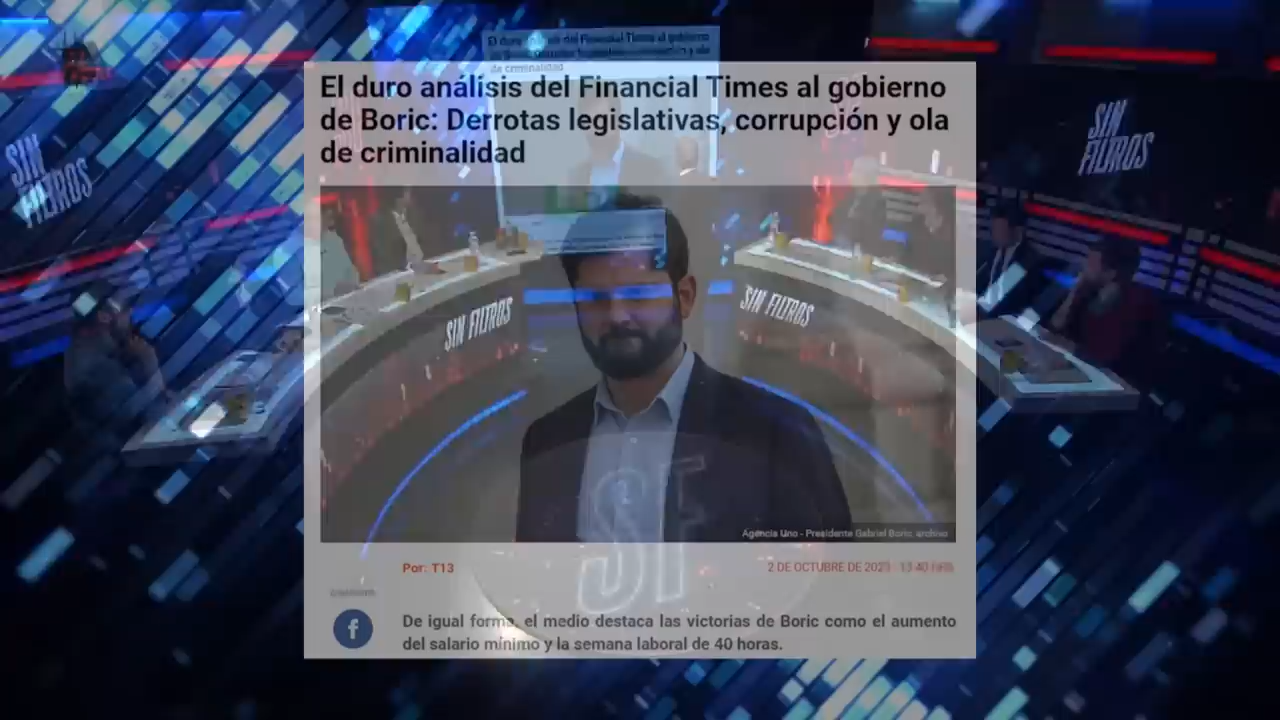 El duro análisis del Financial Times al gobierno
de Boric: Derrotas legislativas, corrupción y ola
de criminalidad
de criminalidad
SIN
FILTROS
SIN
FILTROS
SIN FILTROS
SIN FILTROS
SF
Agencia Uno - Presidente Gabriel Boric, archivo
Por: T13
2 DE OCTUBRE DE 2023
De igual forma, el medio destaca las victorias de Boric como el aumento
del salario mínimo y la semana laboral de 40 horas.